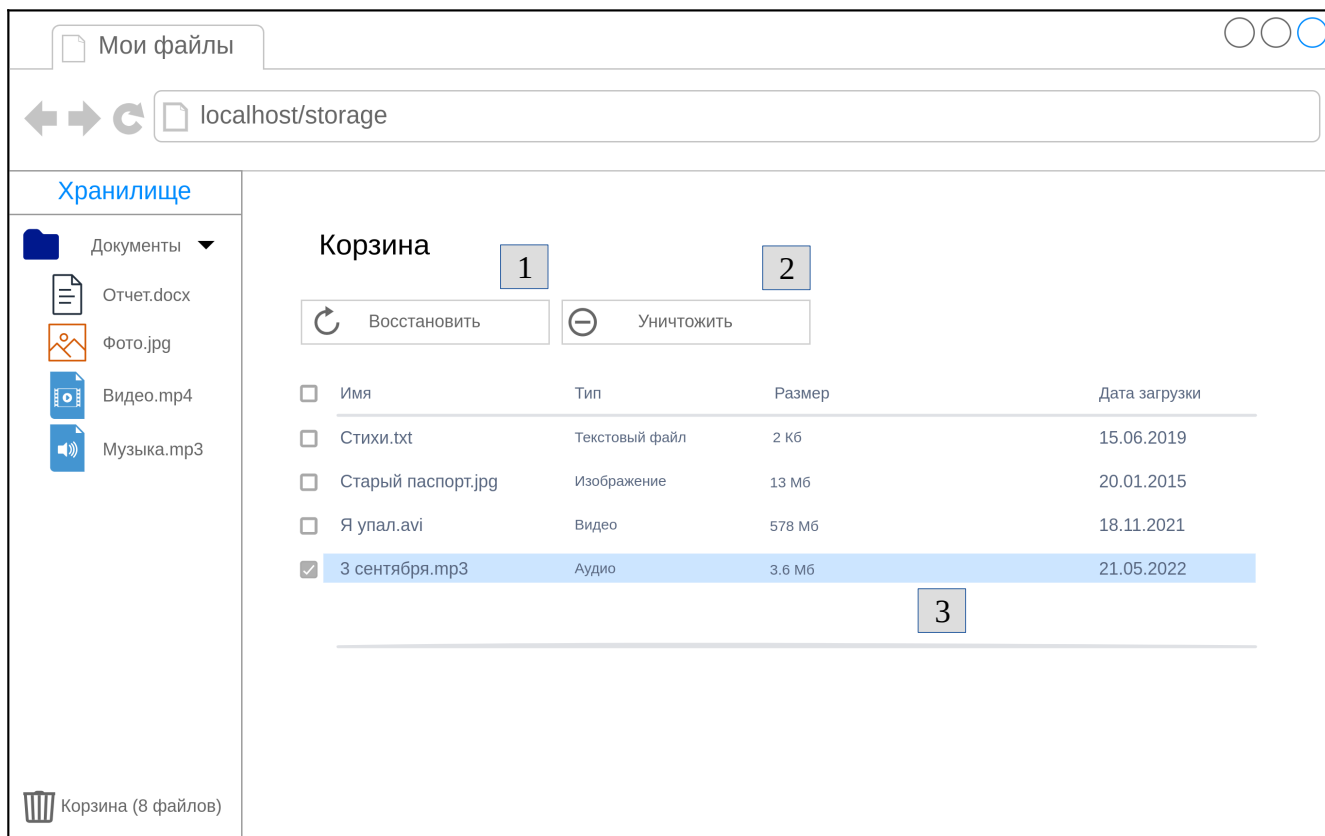 Мои файлы
localhost/storage
Хранилище
Документы
Отчет.docx
Фото.jpg
Видео.mp4
Музыка.mp3
Корзина (8 файлов)
Корзина
1
2
Восстановить Уничтожить
Имя Тип Размер Дата загрузки
Стихи.txt Текстовый файл 2 Кб 15.06.2019
Старый паспорт.jpg Изображение 13 Мб 20.01.2015
Я упал.avi Видео 578 Мб 18.11.2021
3 сентября.mp3 Аудио 3.6 Мб 21.05.2022
3